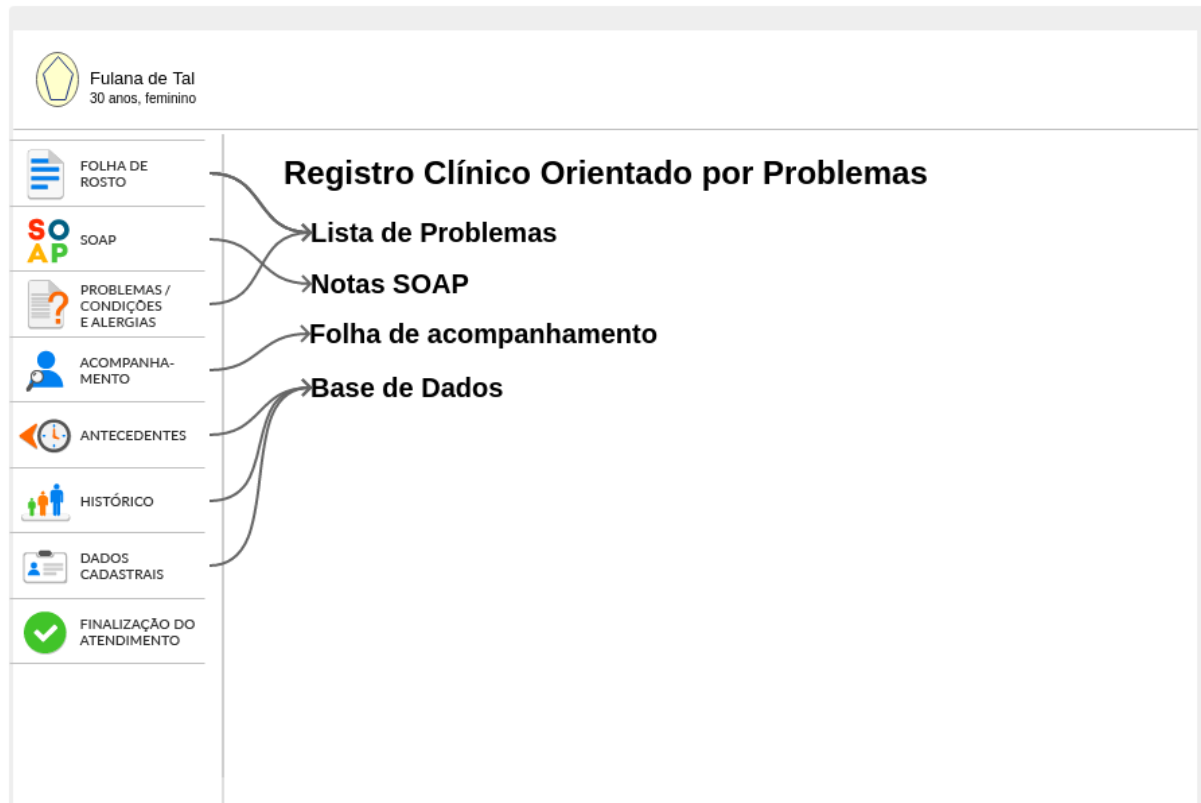 Fulana de Tal
30 anos, feminino
FOLHA DE
ROSTO
SO
AP
SOAP
PROBLEMAS /
CONDIÇÕES
E ALERGIAS
?
ACOMPANHA-
MENTO
ANTECEDENTES
HISTÓRICO
DADOS
CADASTRAIS
FINALIZAÇÃO DO
ATENDIMENTO
Registro Clínico Orientado por Problemas
Lista de Problemas
Notas SOAP
Folha de acompanhamento
Base de Dados